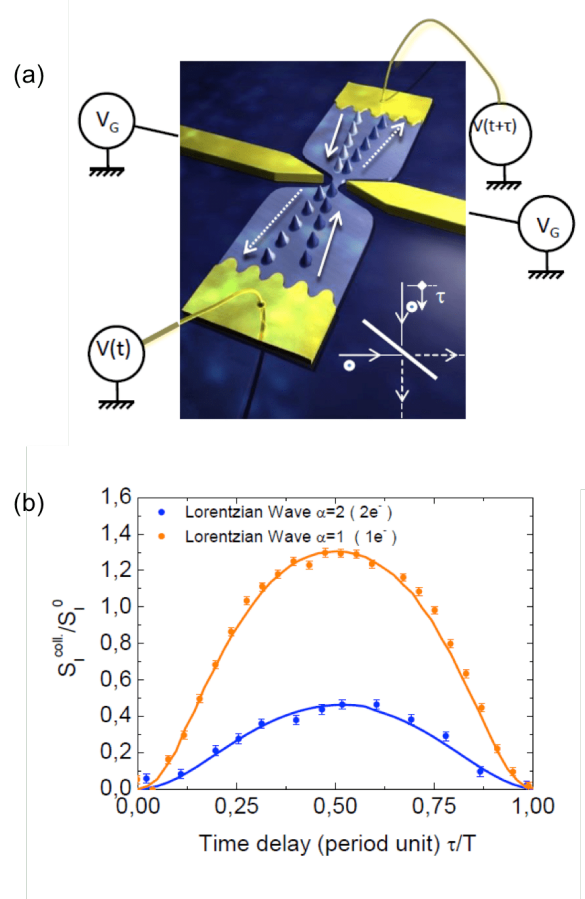 (a)
V_G
V(t+τ)
V_G
τ
V(t)
(b)
Lorentzian Wave α=2 ( 2e⁻ )
Lorentzian Wave α=1 ( 1e⁻ )
S_I^coll./S_I^0
1,6
1,4
1,2
1,0
0,8
0,6
0,4
0,2
0,0
0,00 0,25 0,50 0,75 1,00
Time delay (period unit) τ/T